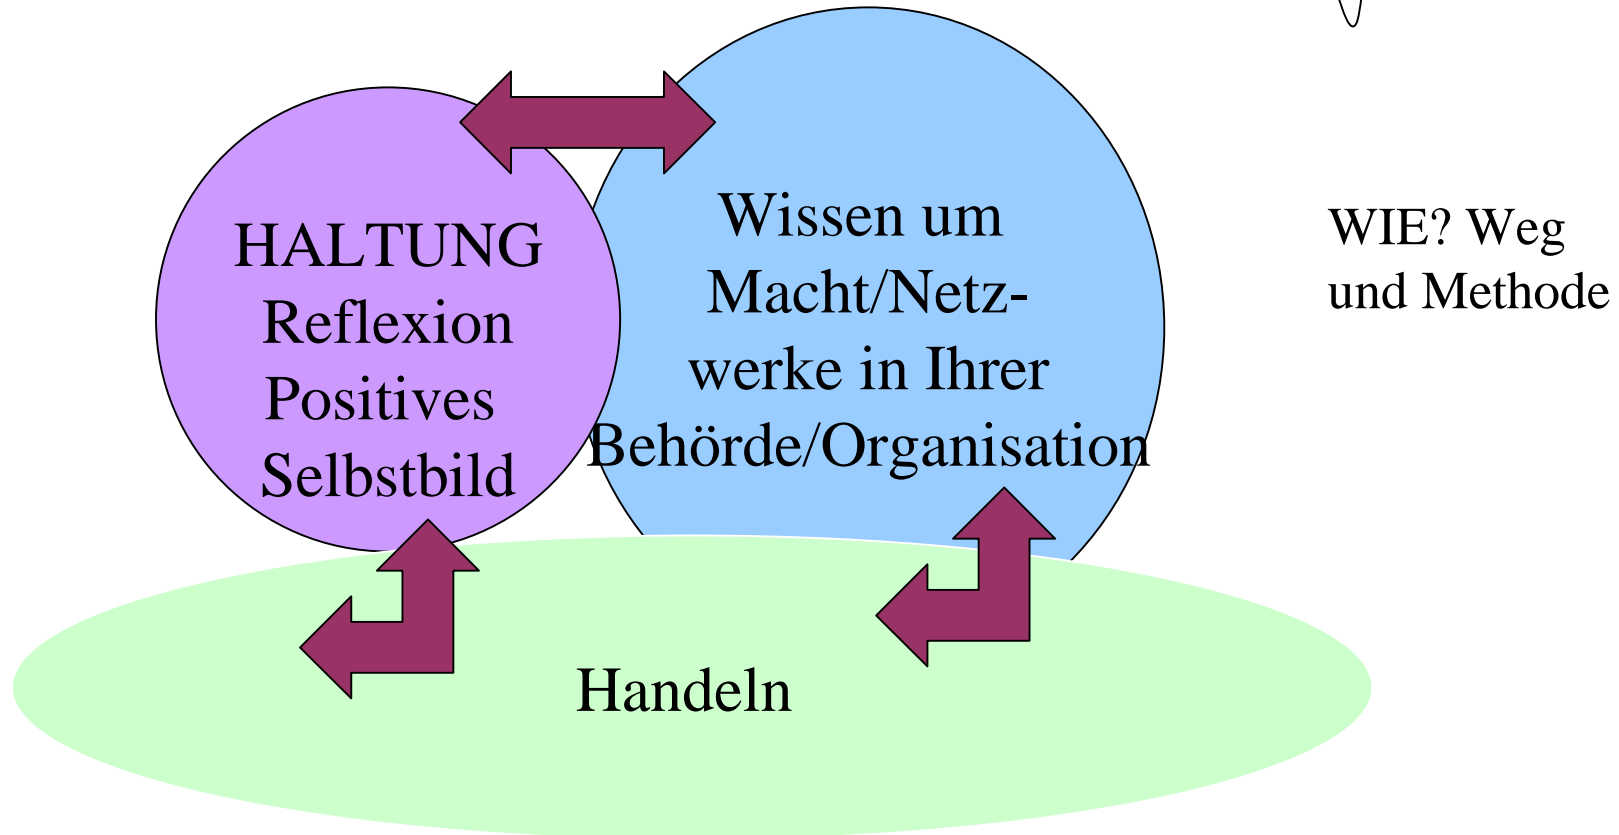 HALTUNG
Reflexion
Positives
Selbstbild
Wissen um
Macht/Netz-
werke in Ihrer
Behörde/Organisation
WIE? Weg
und Methode
Handeln